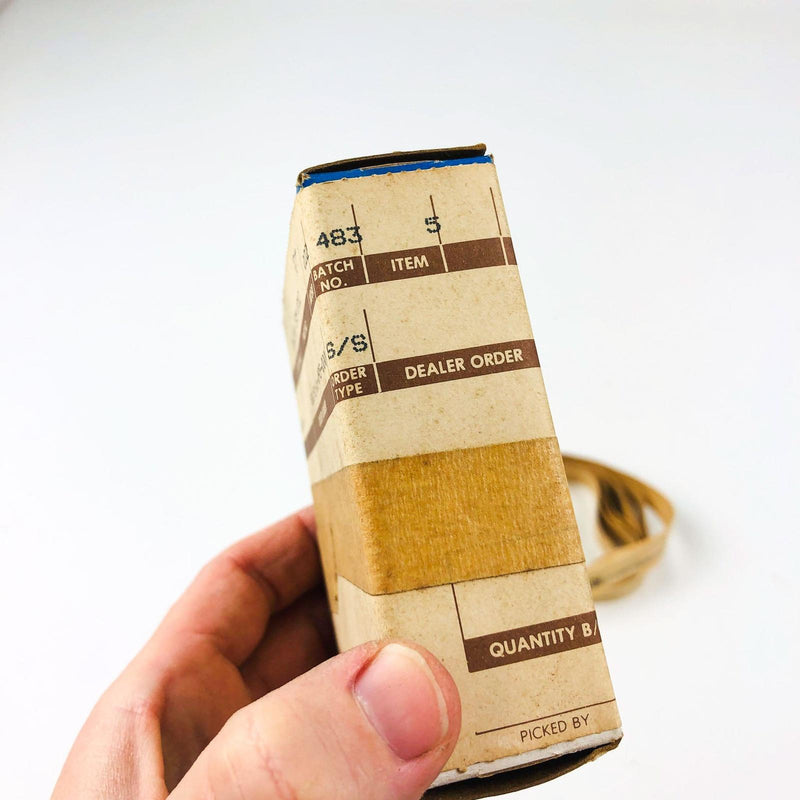 483 5
BATCH NO. ITEM
S/S
ORDER TYPE DEALER ORDER
QUANTITY B/
PICKED BY